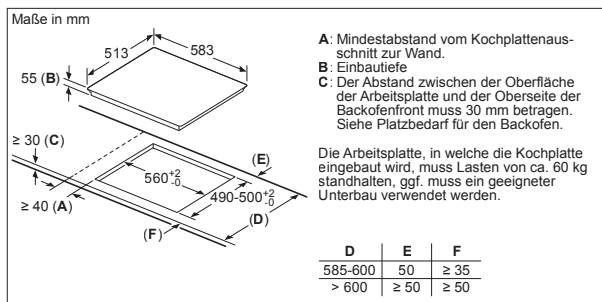 Maße in mm
513
583
55 (B)
≥ 30 (C)
(E)
560 +2 -0
490-500 +2 -0
≥ 40 (A)
(D)
(F)
A: Mindestabstand vom Kochplattenaus-
schnitt zur Wand.
B: Einbautiefe
C: Der Abstand zwischen der Oberfläche
der Arbeitsplatte und der Oberseite der
Backofenfront muss 30 mm betragen.
Siehe Platzbedarf für den Backofen.
Die Arbeitsplatte, in welche die Kochplatte
eingebaut wird, muss Lasten von ca. 60 kg
standhalten, ggf. muss ein geeigneter
Unterbau verwendet werden.
D E F
585-600 50 ≥ 35
> 600 ≥ 50 ≥ 50